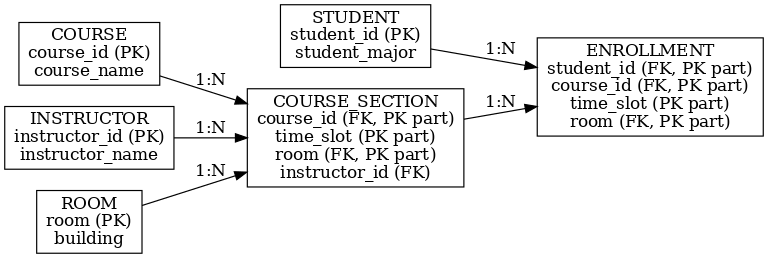 COURSE
course_id (PK)
course_name
INSTRUCTOR
instructor_id (PK)
instructor_name
ROOM
room (PK)
building
STUDENT
student_id (PK)
student_major
COURSE_SECTION
course_id (FK, PK part)
time_slot (PK part)
room (FK, PK part)
instructor_id (FK)
ENROLLMENT
student_id (FK, PK part)
course_id (FK, PK part)
time_slot (PK part)
room (FK, PK part)
1:N
1:N
1:N
1:N
1:N